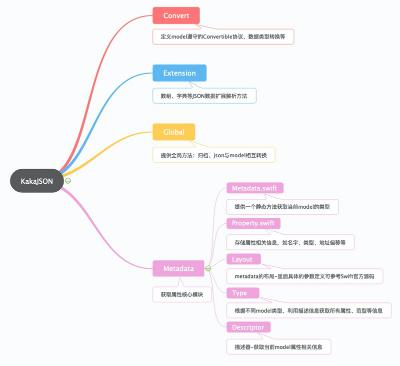 Convert
定义model遵守的Convertible协议、数据类型转换等
Extension
数组、字典等JSON数据扩展解析方法
Global
提供全局方法：归档、json与model相互转换
KakaJSON
Metadata.swift
提供一个静态方法获取当前model的类型
Property.swift
存储属性相关信息，如名字、类型、地址偏移等
Layout
metadata的布局-里面具体的参数定义可参考Swift官方源码
Metadata
获取属性核心模块
Type
根据不同model类型，利用描述信息获取所有属性、范型等信息
Descriptor
描述器-获取当前model属性相关信息